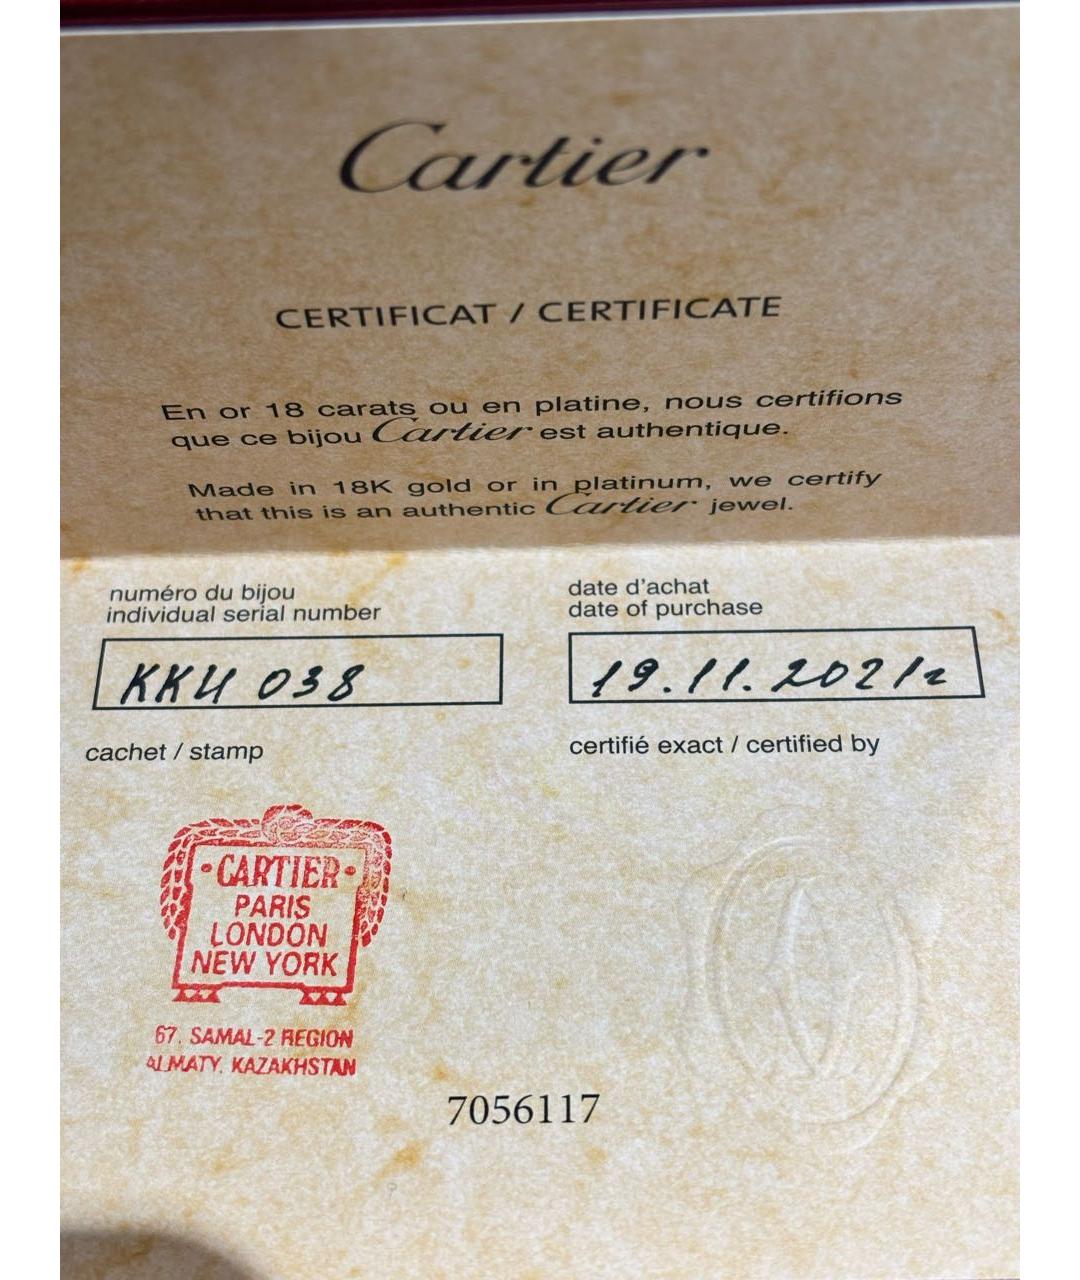 Cartier
CERTIFICAT / CERTIFICATE
En or 18 carats ou en platine, nous certifions
que ce bijou Cartier est authentique.
Made in 18K gold or in platinum, we certify
that this is an authentic Cartier jewel.
numéro du bijou
individual serial number
date d'achat
date of purchase
KKU 038
19.11.2021г
cachet / stamp
certifié exact / certified by
·CARTIER·
PARIS
LONDON
NEW YORK
67. SAMAL-2 REGION
ALMATY. KAZAKHSTAN
7056117